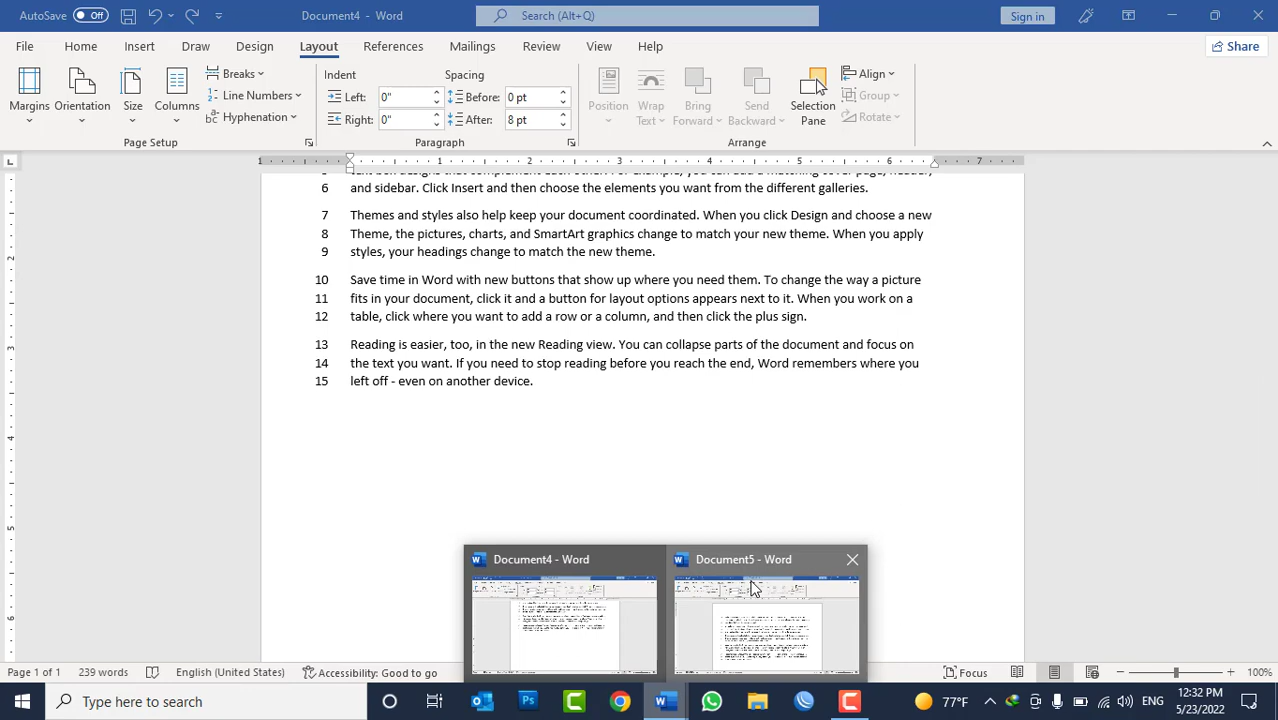 AutoSave Off Document4 - Word Search (Alt+Q) Sign in
File Home Insert Draw Design Layout References Mailings Review View Help Share
Margins Orientation Size Columns Breaks Line Numbers Hyphenation Page Setup
Indent Spacing
Left: 0" Before: 0 pt
Right: 0" After: 8 pt
Paragraph
Position Wrap Text Bring Forward Send Backward Selection Pane Align Group Rotate
Arrange
1 1 2 3 4 5 6 7
6 and sidebar. Click Insert and then choose the elements you want from the different galleries.
7 Themes and styles also help keep your document coordinated. When you click Design and choose a new
8 Theme, the pictures, charts, and SmartArt graphics change to match your new theme. When you apply
9 styles, your headings change to match the new theme.
10 Save time in Word with new buttons that show up where you need them. To change the way a picture
11 fits in your document, click it and a button for layout options appears next to it. When you work on a
12 table, click where you want to add a row or a column, and then click the plus sign.
13 Reading is easier, too, in the new Reading view. You can collapse parts of the document and focus on
14 the text you want. If you need to stop reading before you reach the end, Word remembers where you
15 left off - even on another device.
Document4 - Word Document5 - Word
Page 1 of 1 239 words English (United States) Accessibility: Good to go Focus 100%
Type here to search 77°F ENG 12:32 PM
5/23/2022